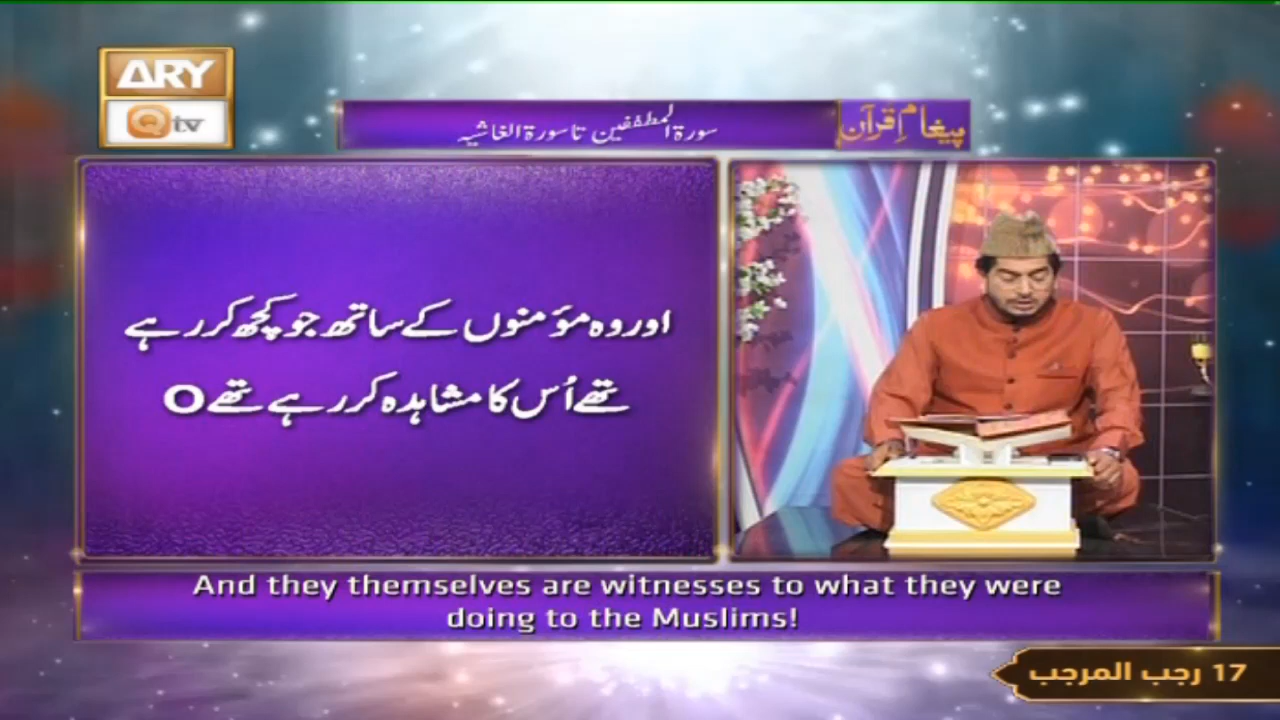 ARY
Qtv
پیغامِ قرآن
سورۃ المطففین تا سورۃ الغاشیہ
اور وہ مؤمنوں کے ساتھ جو کچھ کر رہے
تھے اُس کا مشاہدہ کر رہے تھے O
And they themselves are witnesses to what they were
doing to the Muslims!
17 رجب المرجب